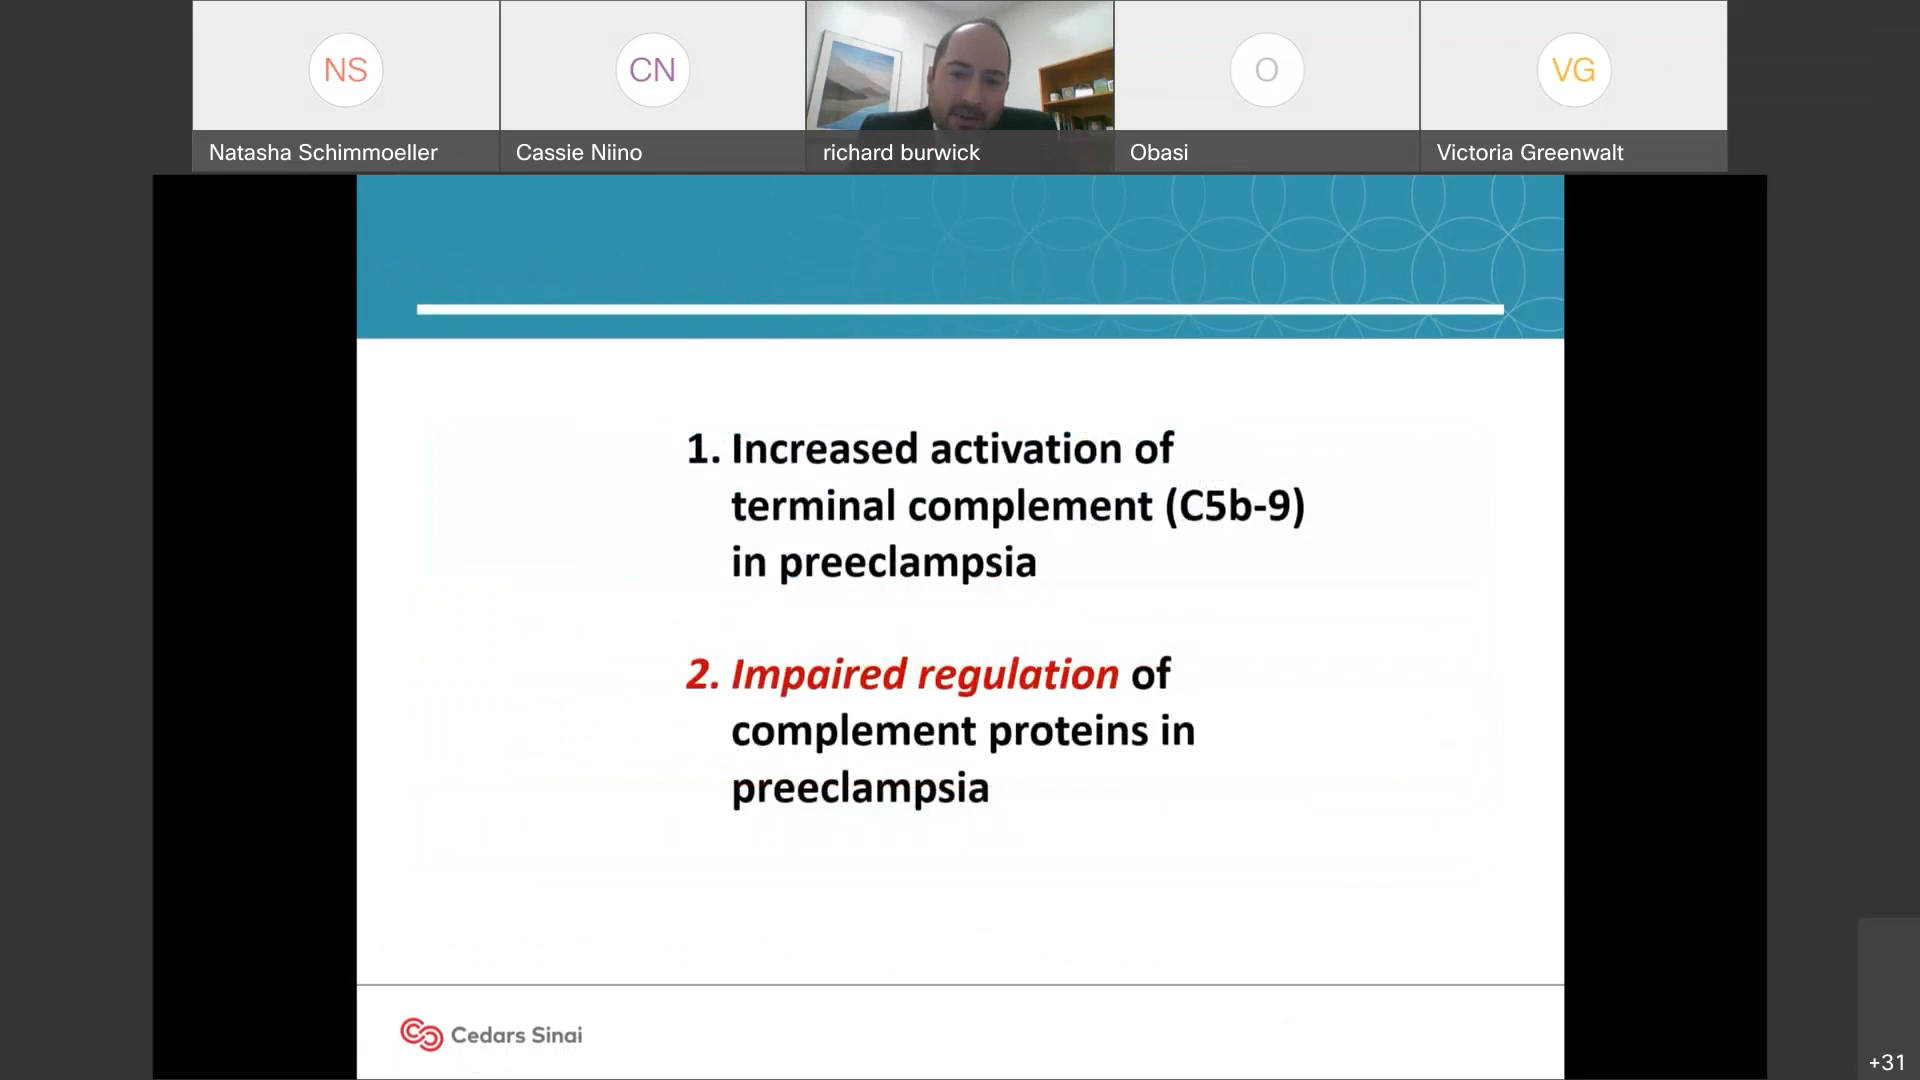 NS
CN
O
VG
Natasha Schimmoeller
Cassie Niino
richard burwick
Obasi
Victoria Greenwalt
1. Increased activation of
terminal complement (C5b-9)
in preeclampsia
2. Impaired regulation of
complement proteins in
preeclampsia
Cedars Sinai
+31